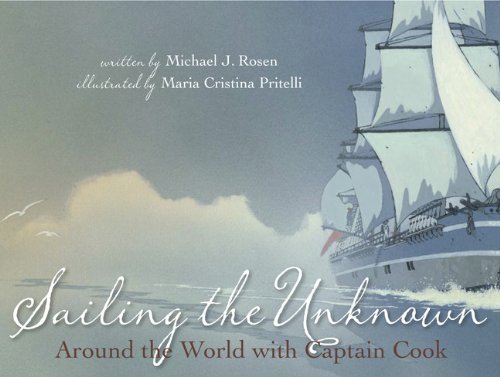 written by Michael J. Rosen
illustrated by Maria Cristina Pritelli
Sailing the Unknown
Around the World with Captain Cook